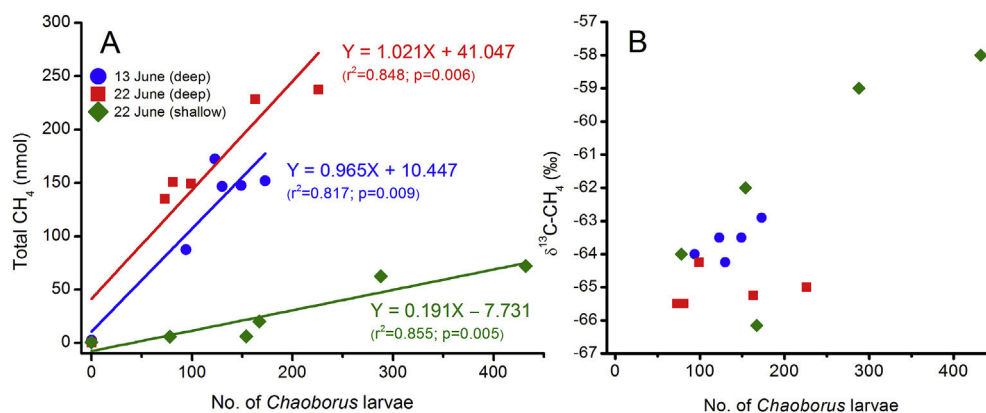 A
13 June (deep)
22 June (deep)
22 June (shallow)
Y = 1.021X + 41.047
(r²=0.848; p=0.006)
Y = 0.965X + 10.447
(r²=0.817; p=0.009)
Y = 0.191X – 7.731
(r²=0.855; p=0.005)
Total CH₄ (nmol)
300
250
200
150
100
50
0
0 100 200 300 400
No. of Chaoborus larvae
B
δ¹³C-CH₄ (‰)
-57
-58
-59
-60
-61
-62
-63
-64
-65
-66
-67
0 100 200 300 400
No. of Chaoborus larvae